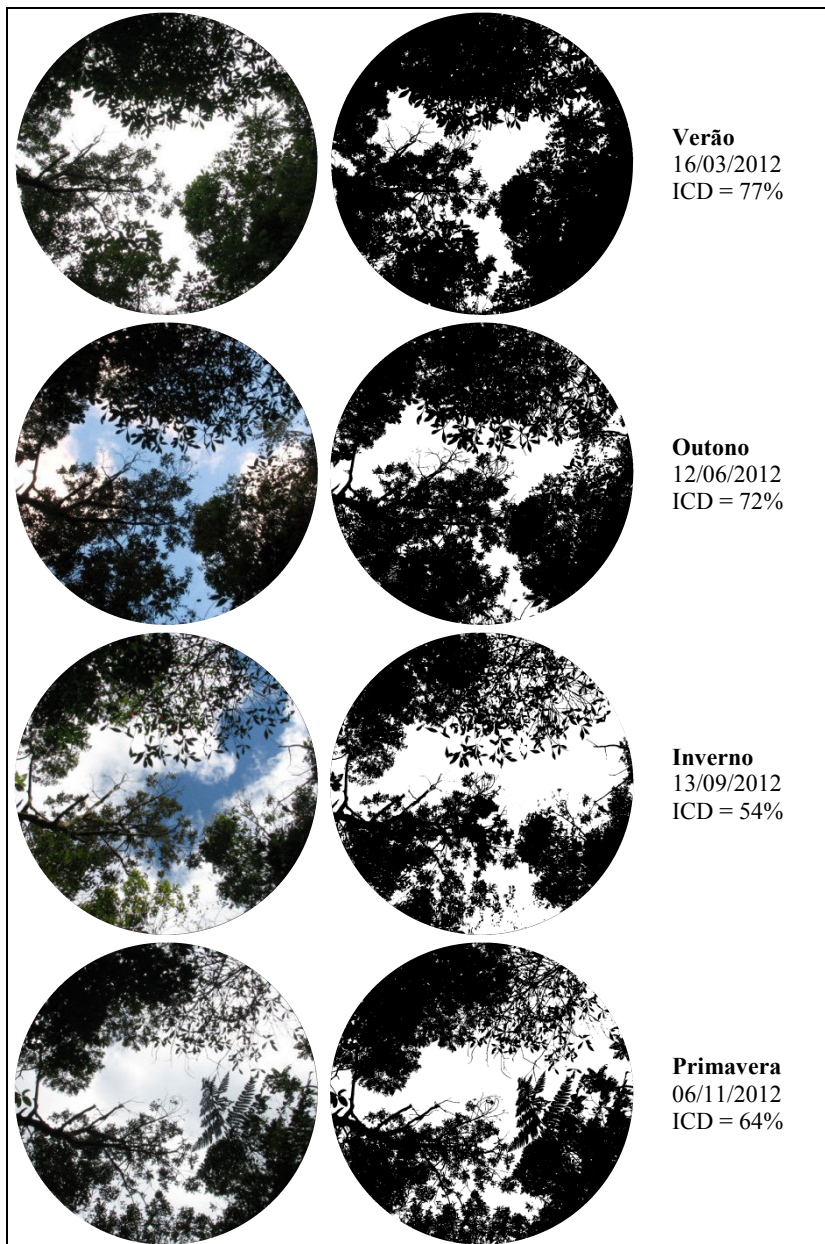 Verão
16/03/2012
ICD = 77%
Outono
12/06/2012
ICD = 72%
Inverno
13/09/2012
ICD = 54%
Primavera
06/11/2012
ICD = 64%